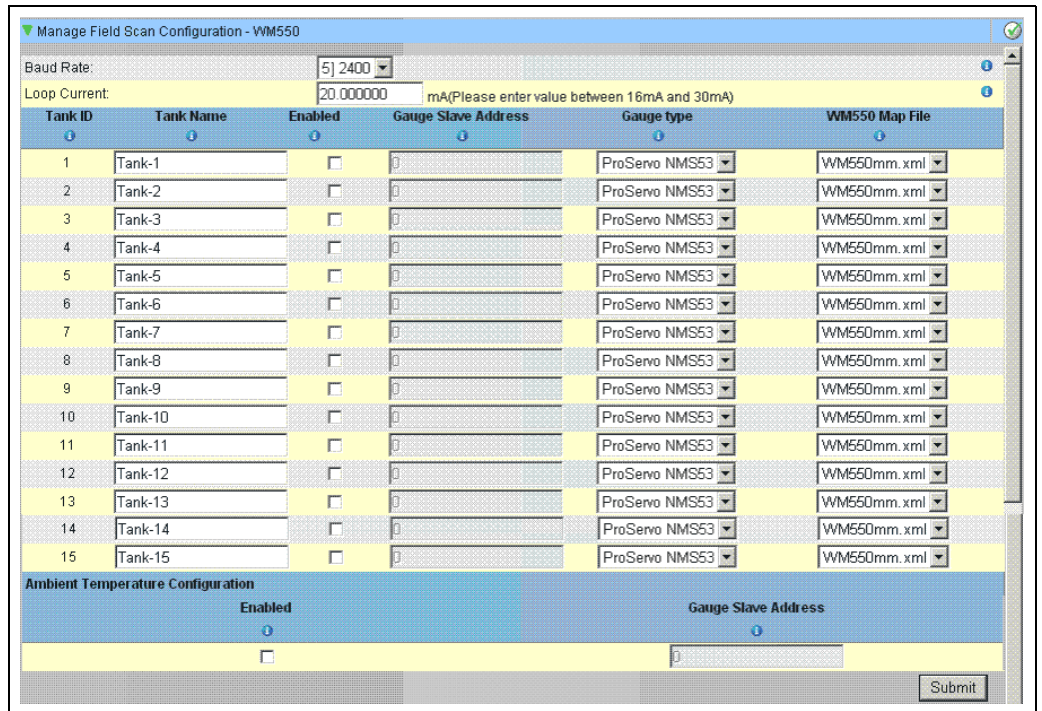 Manage Field Scan Configuration - WM550
Baud Rate: 5] 2400
Loop Current: 20.000000 mA(Please enter value between 16mA and 30mA)
Tank ID Tank Name Enabled Gauge Slave Address Gauge type WM550 Map File
1 Tank-1 0 ProServo NMS53 WM550mm.xml
2 Tank-2 0 ProServo NMS53 WM550mm.xml
3 Tank-3 0 ProServo NMS53 WM550mm.xml
4 Tank-4 0 ProServo NMS53 WM550mm.xml
5 Tank-5 0 ProServo NMS53 WM550mm.xml
6 Tank-6 0 ProServo NMS53 WM550mm.xml
7 Tank-7 0 ProServo NMS53 WM550mm.xml
8 Tank-8 0 ProServo NMS53 WM550mm.xml
9 Tank-9 0 ProServo NMS53 WM550mm.xml
10 Tank-10 0 ProServo NMS53 WM550mm.xml
11 Tank-11 0 ProServo NMS53 WM550mm.xml
12 Tank-12 0 ProServo NMS53 WM550mm.xml
13 Tank-13 0 ProServo NMS53 WM550mm.xml
14 Tank-14 0 ProServo NMS53 WM550mm.xml
15 Tank-15 0 ProServo NMS53 WM550mm.xml
Ambient Temperature Configuration
Enabled Gauge Slave Address
0
Submit